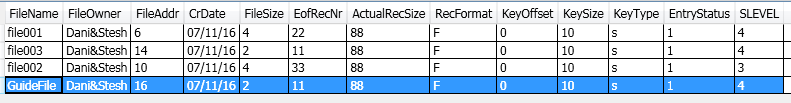 FileName FileOwner FileAddr CrDate FileSize EofRecNr ActualRecSize RecFormat KeyOffset KeySize KeyType EntryStatus SLEVEL
file001 Dani&Stesh 6 07/11/16 4 22 88 F 0 10 s 1 4
file003 Dani&Stesh 14 07/11/16 2 11 88 F 0 10 s 1 4
file002 Dani&Stesh 10 07/11/16 4 33 88 F 0 10 s 1 3
GuideFile Dani&Stesh 16 07/11/16 2 11 88 F 0 10 s 1 4